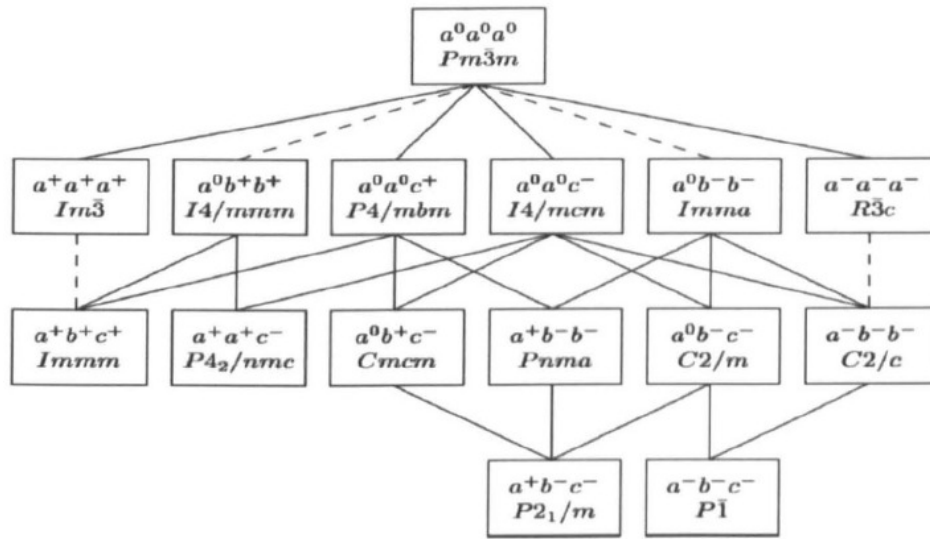 a⁰a⁰a⁰
Pm3̄m
a⁺a⁺a⁺
Im3̄
a⁰b⁺b⁺
I4/mmm
a⁰a⁰c⁺
P4/mbm
a⁰a⁰c⁻
I4/mcm
a⁰b⁻b⁻
Imma
a⁻a⁻a⁻
R3̄c
a⁺b⁺c⁺
Immm
a⁺a⁺c⁻
P4₂/nmc
a⁰b⁺c⁻
Cmcm
a⁺b⁻b⁻
Pnma
a⁰b⁻c⁻
C2/m
a⁻b⁻b⁻
C2/c
a⁺b⁻c⁻
P2₁/m
a⁻b⁻c⁻
P1̄